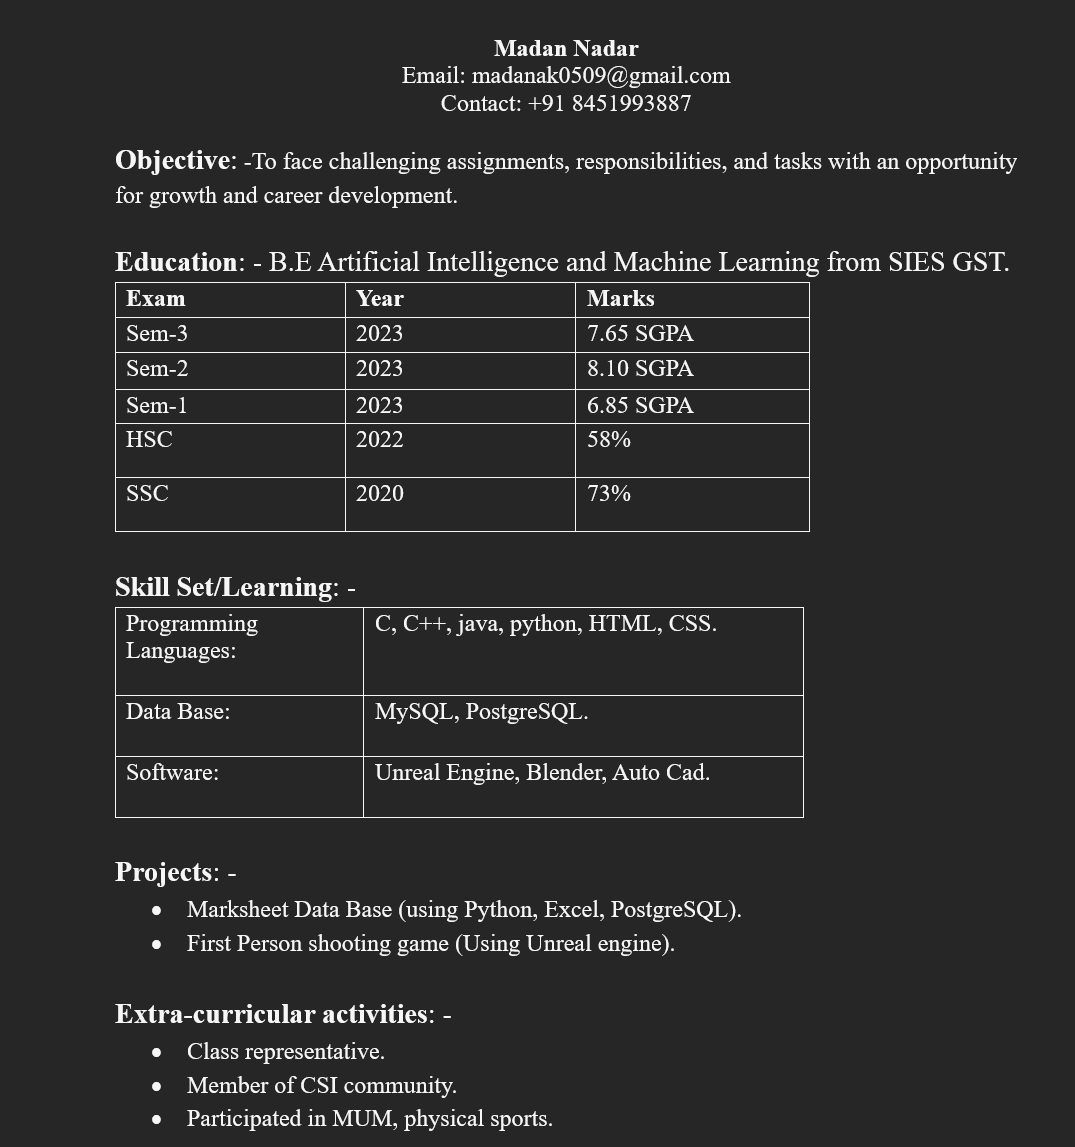 Madan Nadar
Email: madanak0509@gmail.com
Contact: +91 8451993887
Objective: -To face challenging assignments, responsibilities, and tasks with an opportunity
for growth and career development.
Education: - B.E Artificial Intelligence and Machine Learning from SIES GST.
Exam Year Marks
Sem-3 2023 7.65 SGPA
Sem-2 2023 8.10 SGPA
Sem-1 2023 6.85 SGPA
HSC 2022 58%
SSC 2020 73%
Skill Set/Learning: -
Programming C, C++, java, python, HTML, CSS.
Languages:
Data Base: MySQL, PostgreSQL.
Software: Unreal Engine, Blender, Auto Cad.
Projects: -
• Marksheet Data Base (using Python, Excel, PostgreSQL).
• First Person shooting game (Using Unreal engine).
Extra-curricular activities: -
• Class representative.
• Member of CSI community.
• Participated in MUM, physical sports.